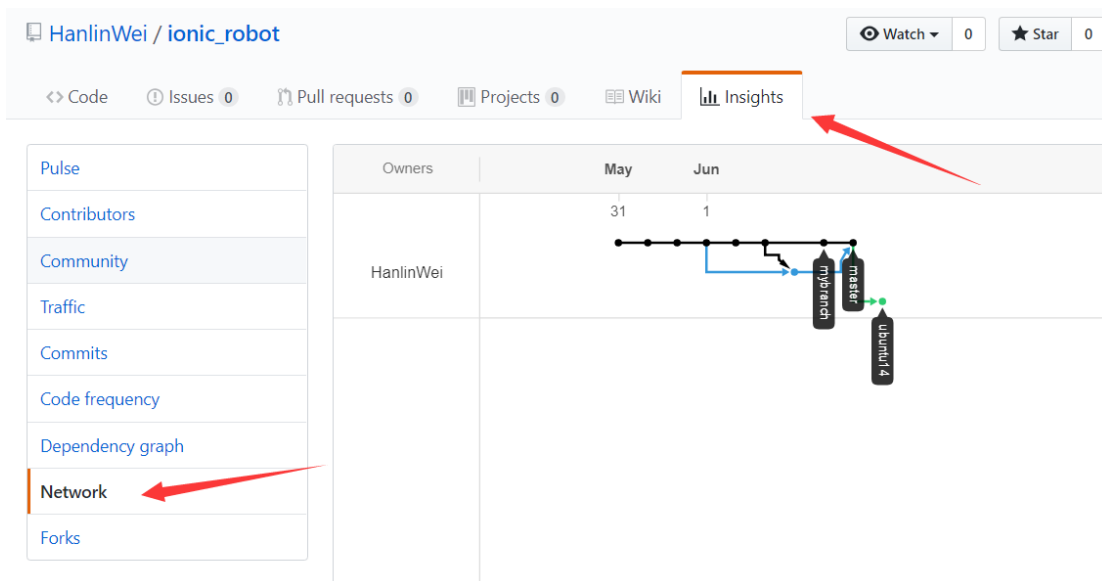 HanlinWei / ionic_robot
Watch 0 Star 0
Code Issues 0 Pull requests 0 Projects 0 Wiki Insights
Pulse
Contributors
Community
Traffic
Commits
Code frequency
Dependency graph
Network
Forks
Owners May Jun
31 1
HanlinWei
mybranch
master
ubuntu14